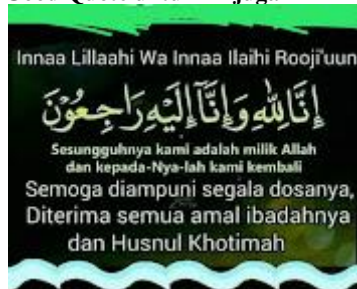 Innaa Lillaahi Wa Innaa Ilaihi Rooji'uun
إِنَّا لِلّٰهِ وَإِنَّآ إِلَيْهِ رَاجِعُوْنَ
Sesungguhnya kami adalah milik Allah
dan kepada-Nya-lah kami kembali
Semoga diampuni segala dosanya,
Diterima semua amal ibadahnya
dan Husnul Khotimah